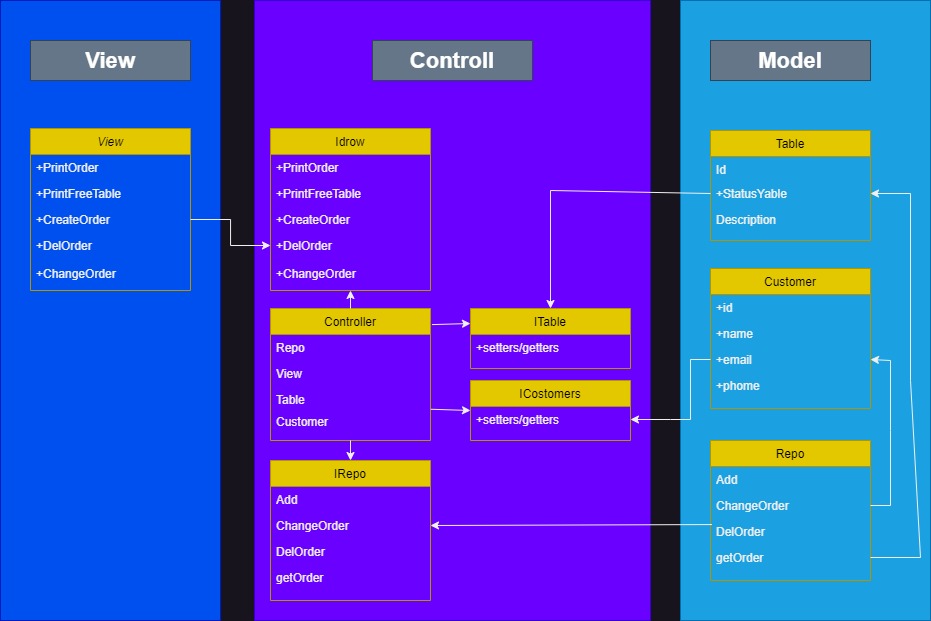 View
Controll
Model
View
+PrintOrder
+PrintFreeTable
+CreateOrder
+DelOrder
+ChangeOrder
Idrow
+PrintOrder
+PrintFreeTable
+CreateOrder
+DelOrder
+ChangeOrder
Controller
Repo
View
Table
Customer
IRepo
Add
ChangeOrder
DelOrder
getOrder
ITable
+setters/getters
ICostomers
+setters/getters
Table
Id
+StatusYable
Description
Customer
+id
+name
+email
+phome
Repo
Add
ChangeOrder
DelOrder
getOrder